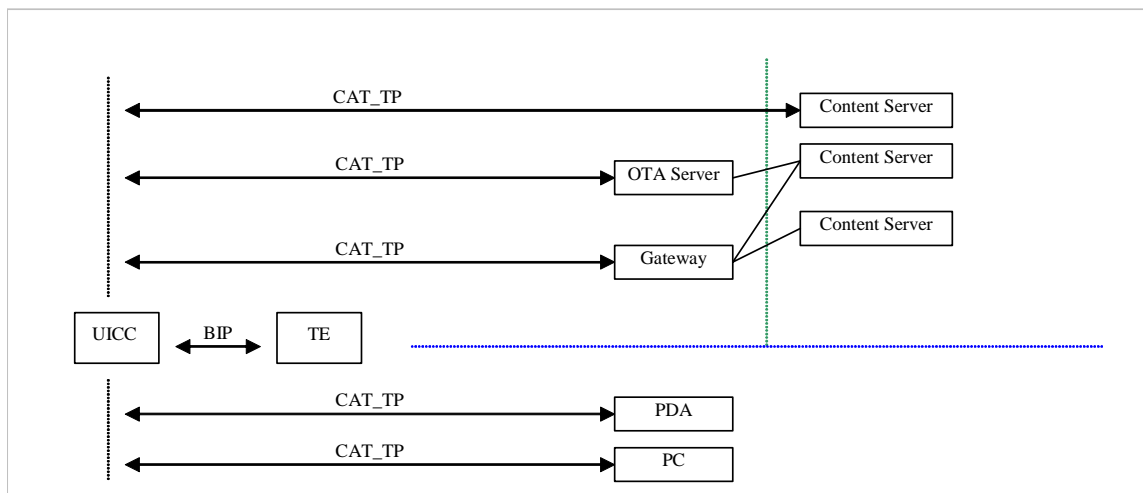 CAT_TP
Content Server
CAT_TP
OTA Server
Content Server
Content Server
CAT_TP
Gateway
UICC
BIP
TE
CAT_TP
PDA
CAT_TP
PC